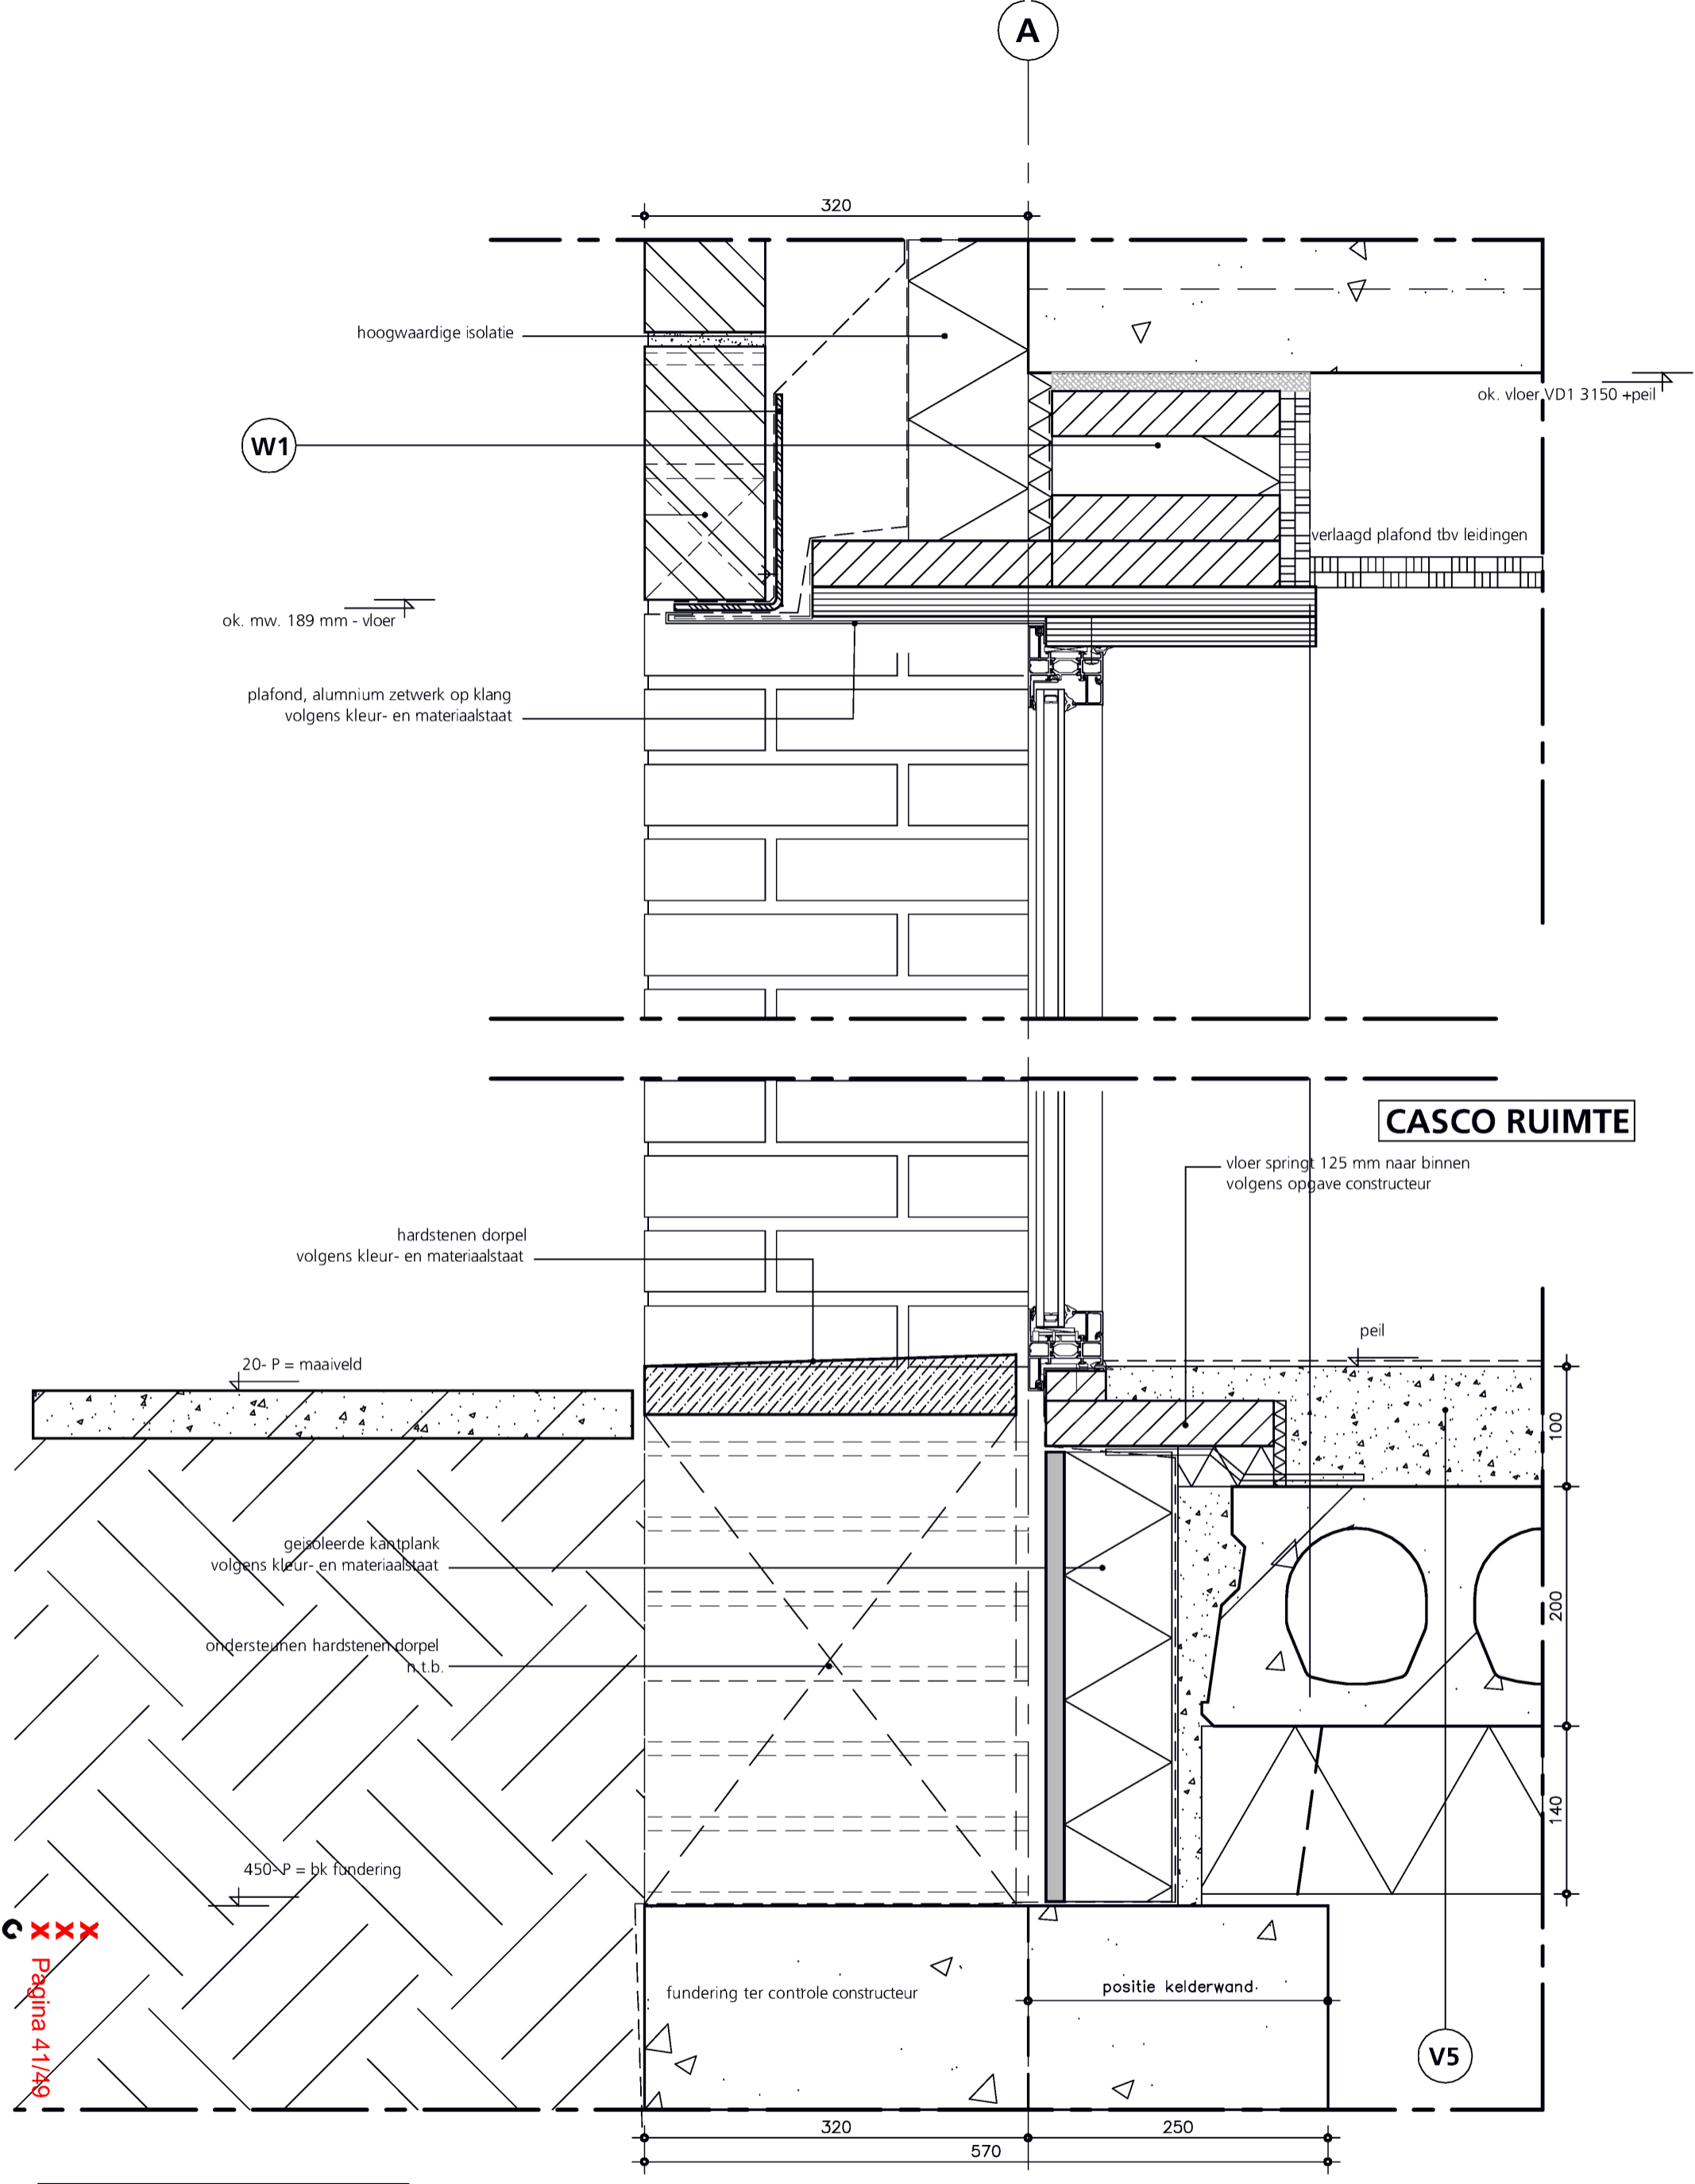 A
320
hoogwaardige isolatie
ok. vloer VD1 3150 +peil
W1
verlaagd plafond tbv leidingen
ok. mw. 189 mm - vloer
plafond, alumnium zetwerk op klang
volgens kleur- en materiaalstaat
CASCO RUIMTE
vloer springt 125 mm naar binnen
volgens opgave constructeur
hardstenen dorpel
volgens kleur- en materiaalstaat
peil
20- P = maaiveld
100
geisoleerde kantplank
volgens kleur- en materiaalstaat
200
ondersteunen hardstenen dorpel
n.t.b.
140
450- P = bk fundering
xxx
Pagina 41/49
fundering ter controle constructeur
positie kelderwand
V5
320
250
570